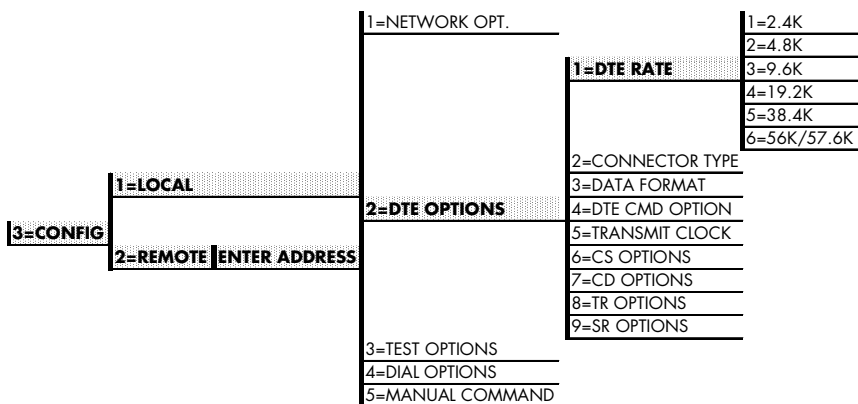 3=CONFIG
1=LOCAL
2=REMOTE ENTER ADDRESS
1=NETWORK OPT.
2=DTE OPTIONS
3=TEST OPTIONS
4=DIAL OPTIONS
5=MANUAL COMMAND
1=DTE RATE
2=CONNECTOR TYPE
3=DATA FORMAT
4=DTE CMD OPTION
5=TRANSMIT CLOCK
6=CS OPTIONS
7=CD OPTIONS
8=TR OPTIONS
9=SR OPTIONS
1=2.4K
2=4.8K
3=9.6K
4=19.2K
5=38.4K
6=56K/57.6K